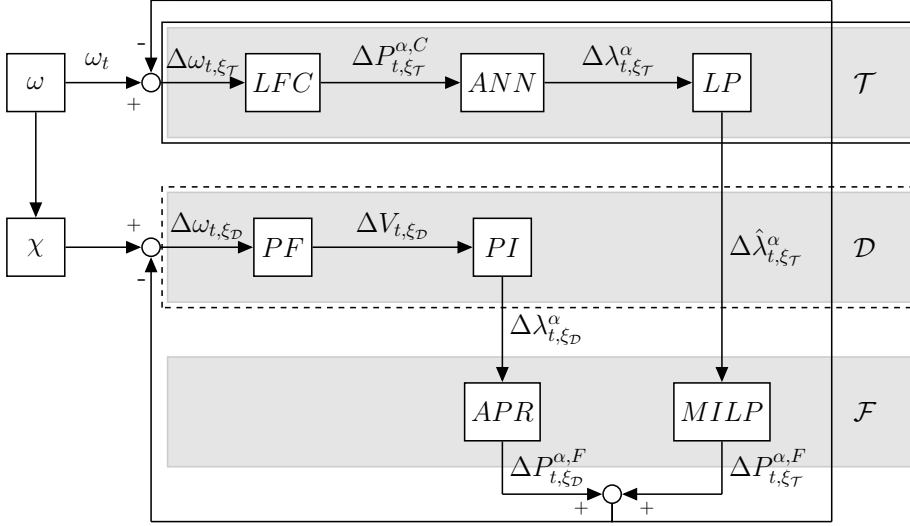 -
ω_t
Δω_{t,ξ_𝒯}
ΔP^{α,C}_{t,ξ_𝒯}
Δλ^α_{t,ξ_𝒯}
ω
LFC
ANN
LP
𝒯
+
+
Δω_{t,ξ_𝒟}
ΔV_{t,ξ_𝒟}
χ
PF
PI
Δλ̂^α_{t,ξ_𝒯}
𝒟
-
Δλ^α_{t,ξ_𝒟}
APR
MILP
ℱ
ΔP^{α,F}_{t,ξ_𝒟}
ΔP^{α,F}_{t,ξ_𝒯}
+
+